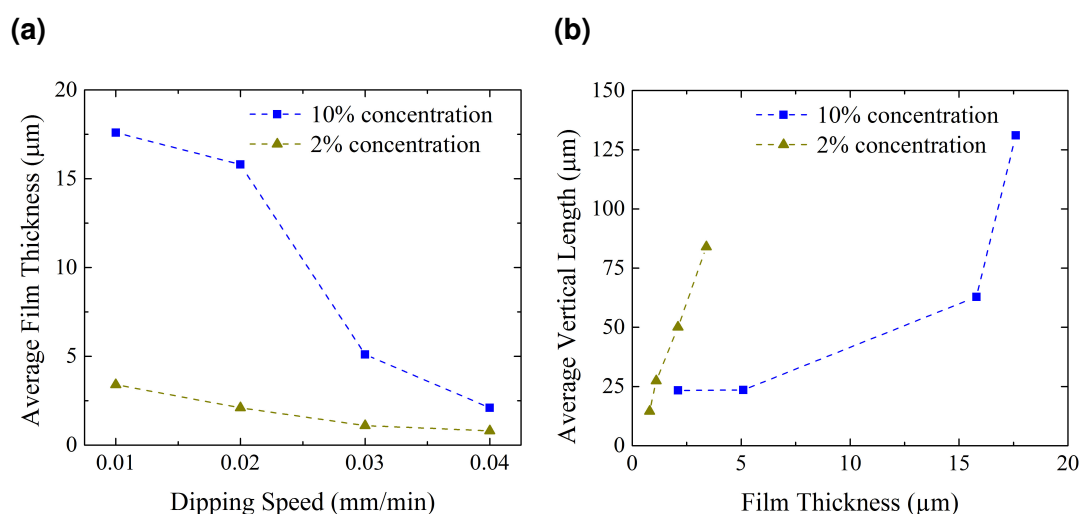 (a)
20
15
10
5
0
Average Film Thickness (μm)
10% concentration
2% concentration
0.01 0.02 0.03 0.04
Dipping Speed (mm/min)
(b)
150
125
100
75
50
25
0
Average Vertical Length (μm)
10% concentration
2% concentration
0 5 10 15 20
Film Thickness (μm)